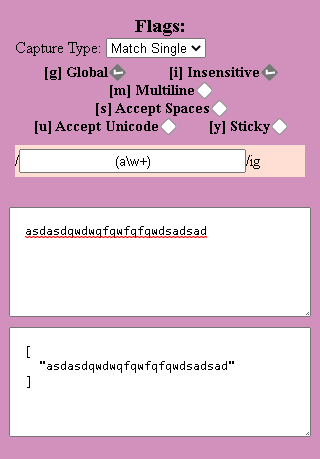 Flags:
Capture Type: Match Single
[g] Global [i] Insensitive
[m] Multiline
[s] Accept Spaces
[u] Accept Unicode [y] Sticky
/(a\w+)/ig
asdasdqwdwqfqwfqfqwdsadsad
[
"asdasdqwdwqfqwfqfqwdsadsad"
]